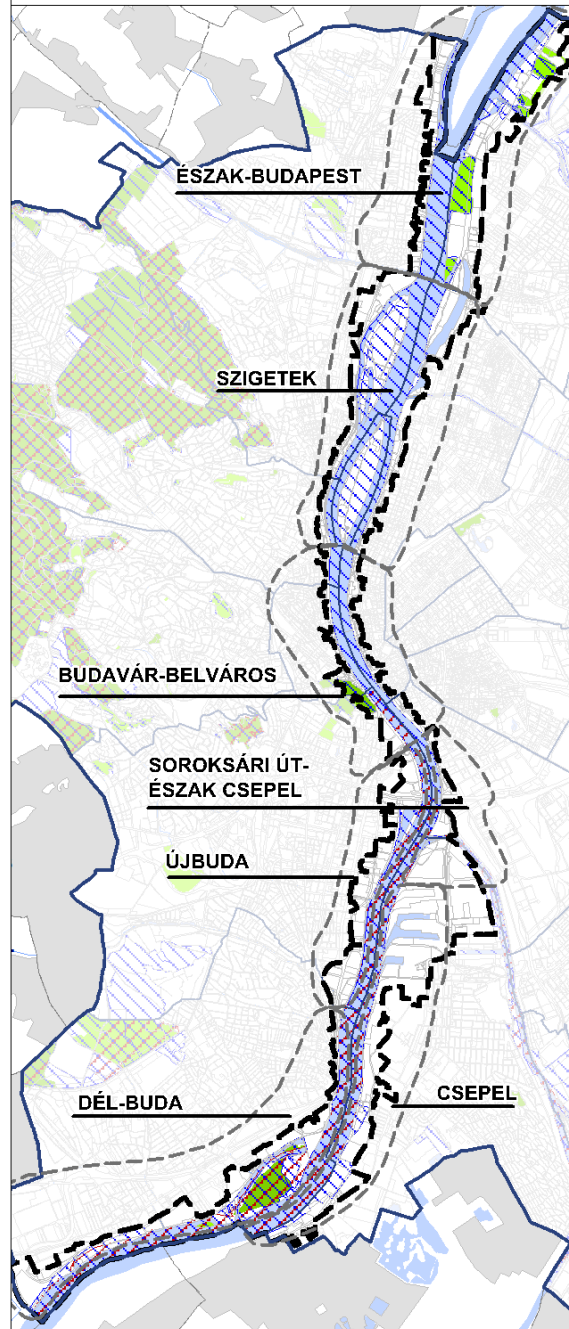 ÉSZAK-BUDAPEST
SZIGETEK
BUDAVÁR-BELVÁROS
SOROKSÁRI ÚT-
ÉSZAK CSEPEL
ÚJBUDA
DÉL-BUDA
CSEPEL